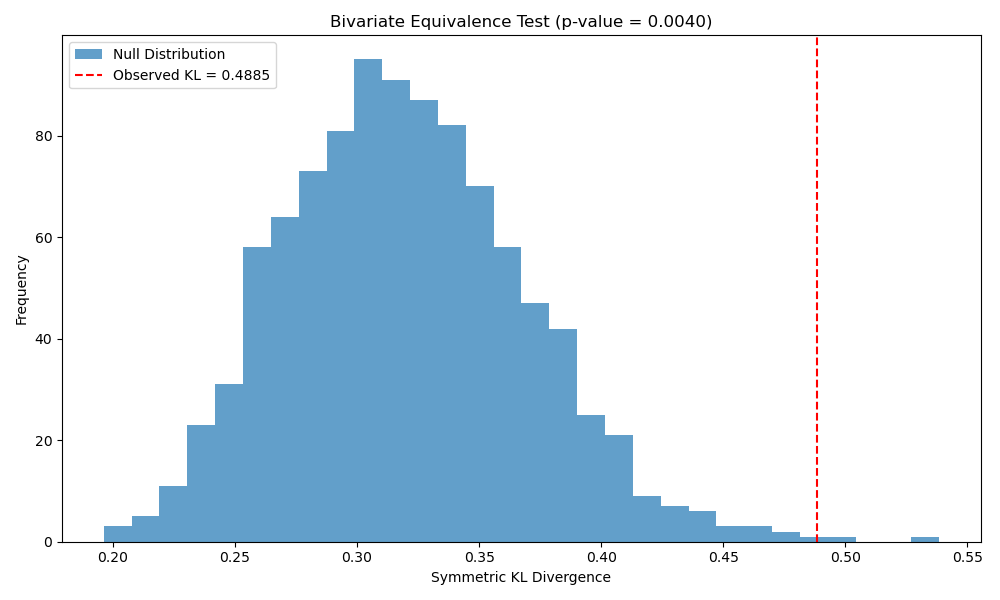 Bivariate Equivalence Test (p-value = 0.0040)
Null Distribution
Observed KL = 0.4885
Frequency
80
60
40
20
0
0.20 0.25 0.30 0.35 0.40 0.45 0.50 0.55
Symmetric KL Divergence